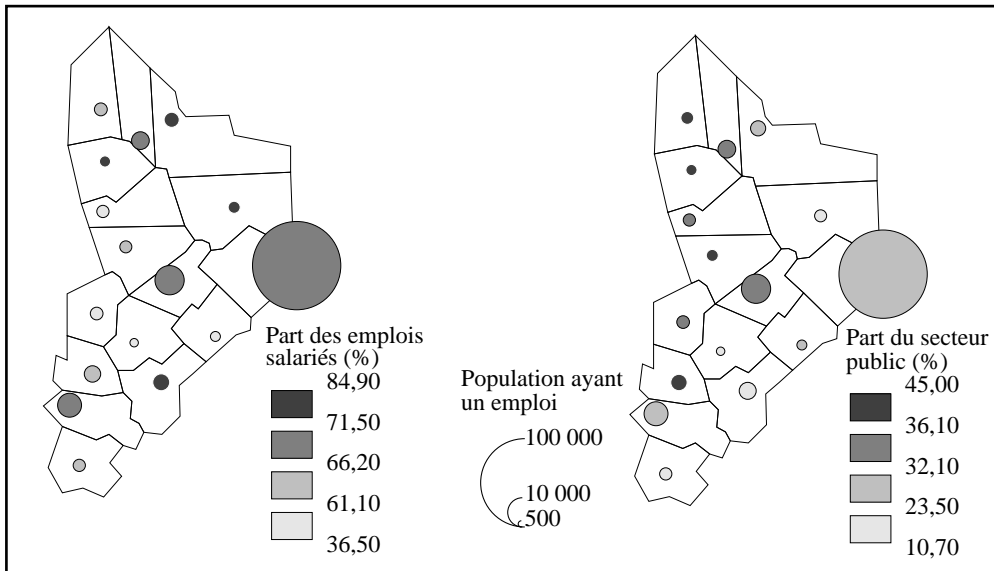 Part des emplois
salariés (%)
84,90
71,50
66,20
61,10
36,50
Population ayant
un emploi
100 000
10 000
500
Part du secteur
public (%)
45,00
36,10
32,10
23,50
10,70